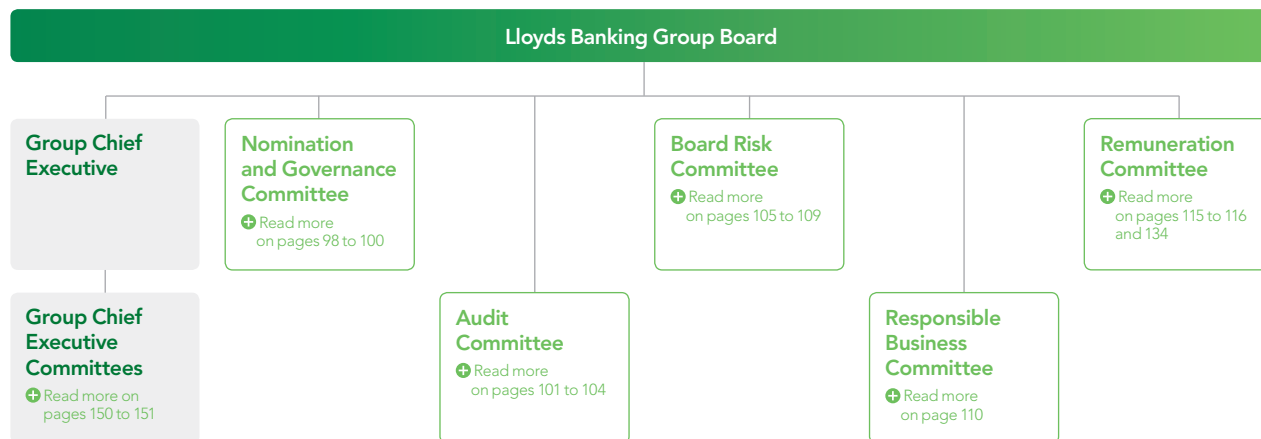 Lloyds Banking Group Board
Group Chief
Executive
Nomination
and Governance
Committee
Read more
on pages 98 to 100
Board Risk
Committee
Read more
on pages 105 to 109
Remuneration
Committee
Read more
on pages 115 to 116
and 134
Group Chief
Executive
Committees
Read more on
pages 150 to 151
Audit
Committee
Read more
on pages 101 to 104
Responsible
Business
Committee
Read more
on page 110